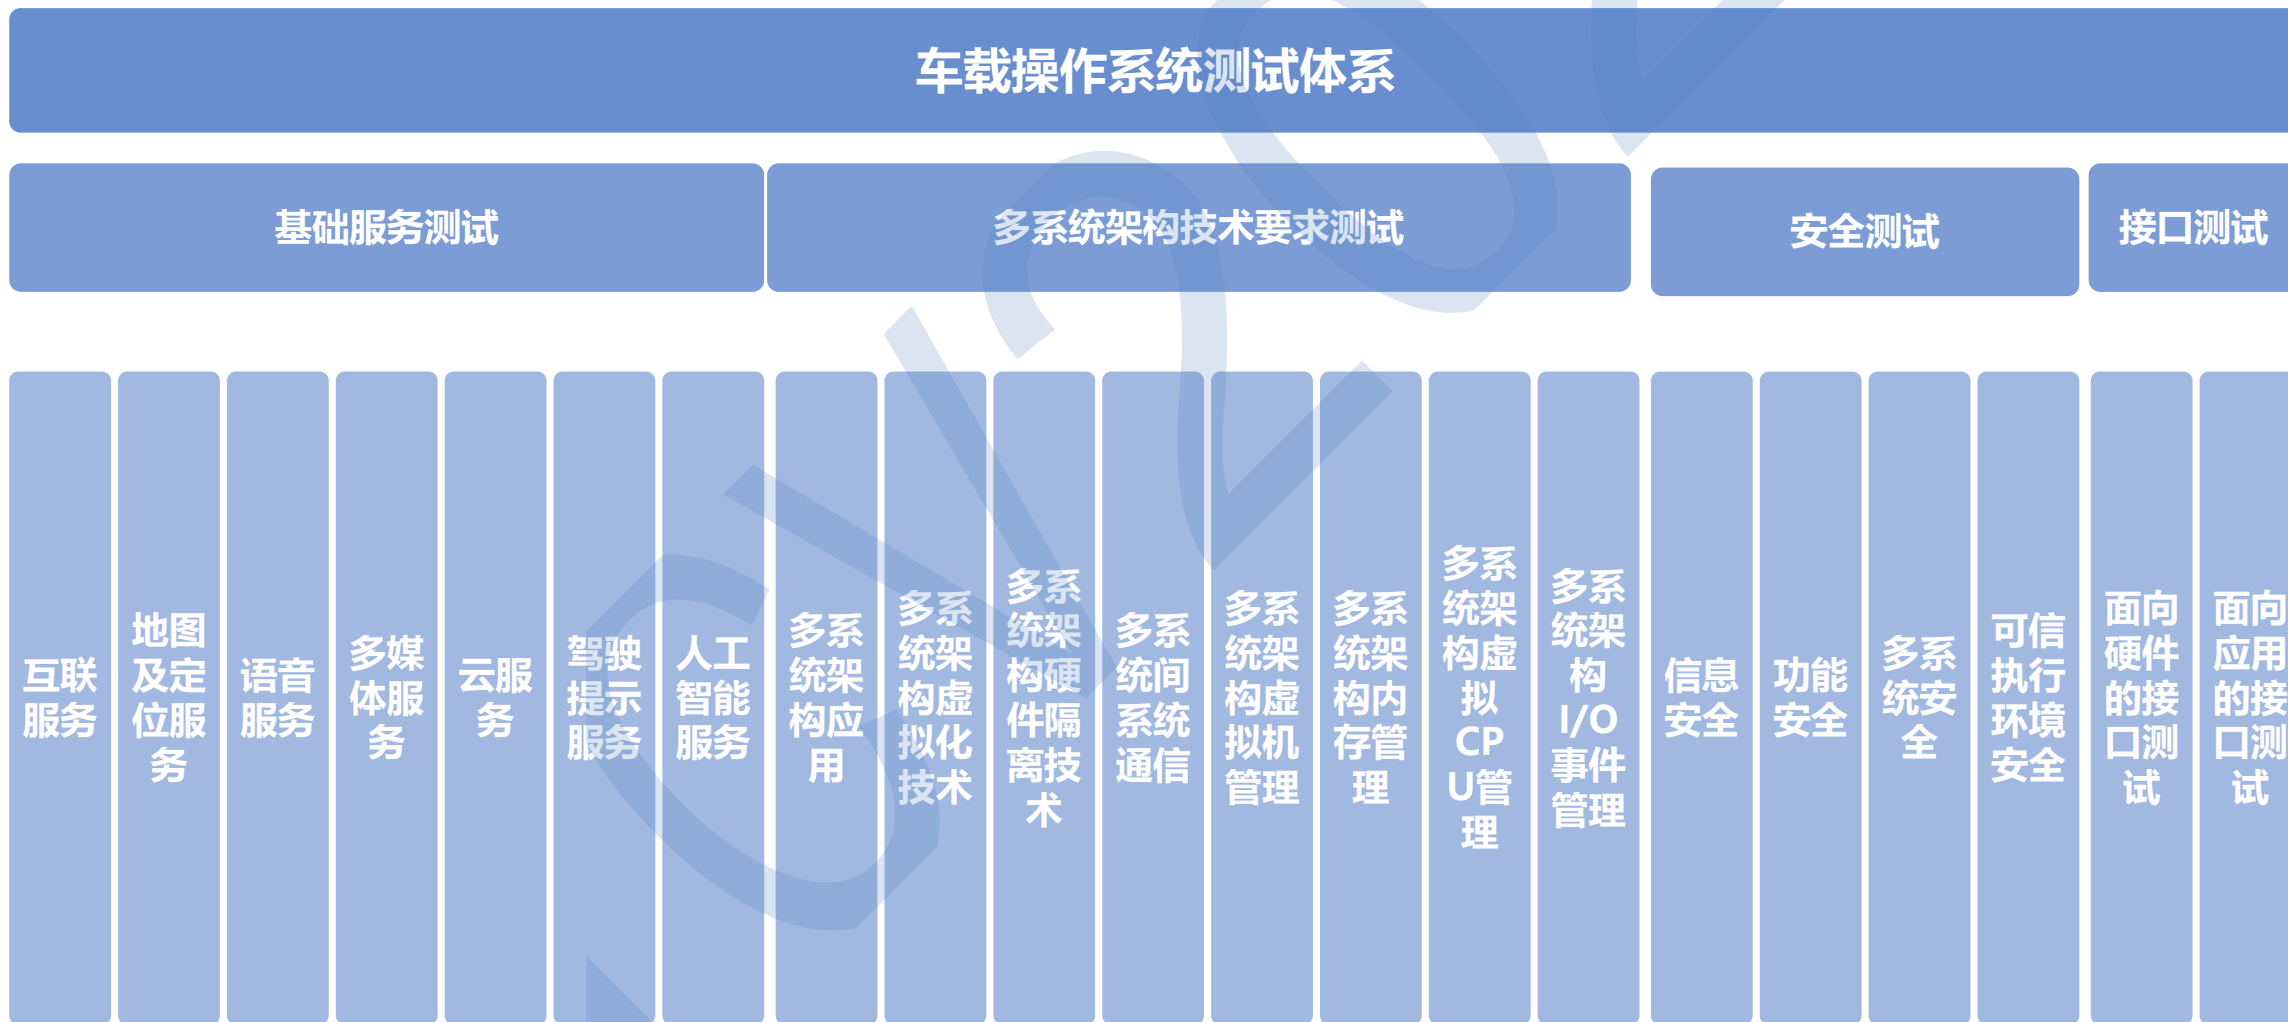 车载操作系统测试体系
基础服务测试
多系统架构技术要求测试
安全测试
接口测试
互联
服务
地图
及定
位服
务
语音
服务
多媒
体服
务
云服
务
驾驶
提示
服务
人工
智能
服务
多系
统架
构应
用
多系
统架
构虚
拟化
技术
多系
统架
构硬
件隔
离技
术
多系
统间
系统
通信
多系
统架
构虚
拟机
管理
多系
统架
构内
存管
理
多系
统架
构虚
拟
CP
U管
理
多系
统架
构
I/O
事件
管理
信息
安全
功能
安全
多系
统安
全
可信
执行
环境
安全
面向
硬件
的接
口测
试
面向
应用
的接
口测
试